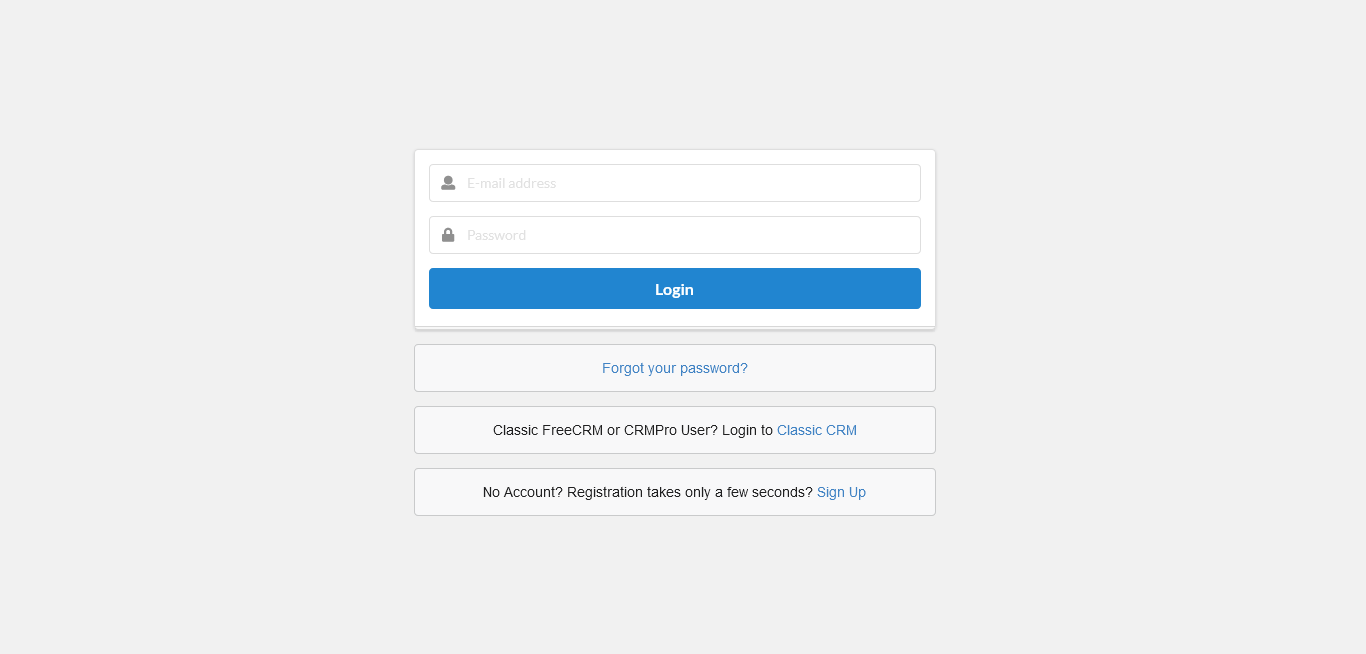 E-mail address
Password
Login
Forgot your password?
Classic FreeCRM or CRMPro User? Login to Classic CRM
No Account? Registration takes only a few seconds? Sign Up